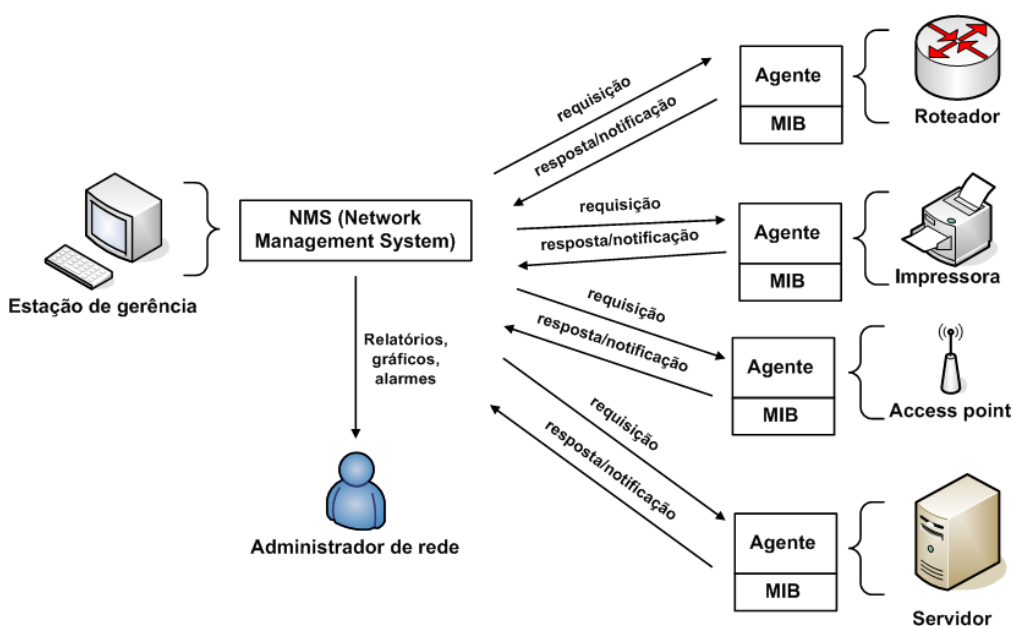 Estação de gerência
NMS (Network
Management System)
Relatórios,
gráficos,
alarmes
Administrador de rede
requisição
resposta/notificação
Agente
MIB
Roteador
requisição
resposta/notificação
Agente
MIB
Impressora
requisição
resposta/notificação
Agente
MIB
Access point
requisição
resposta/notificação
Agente
MIB
Servidor